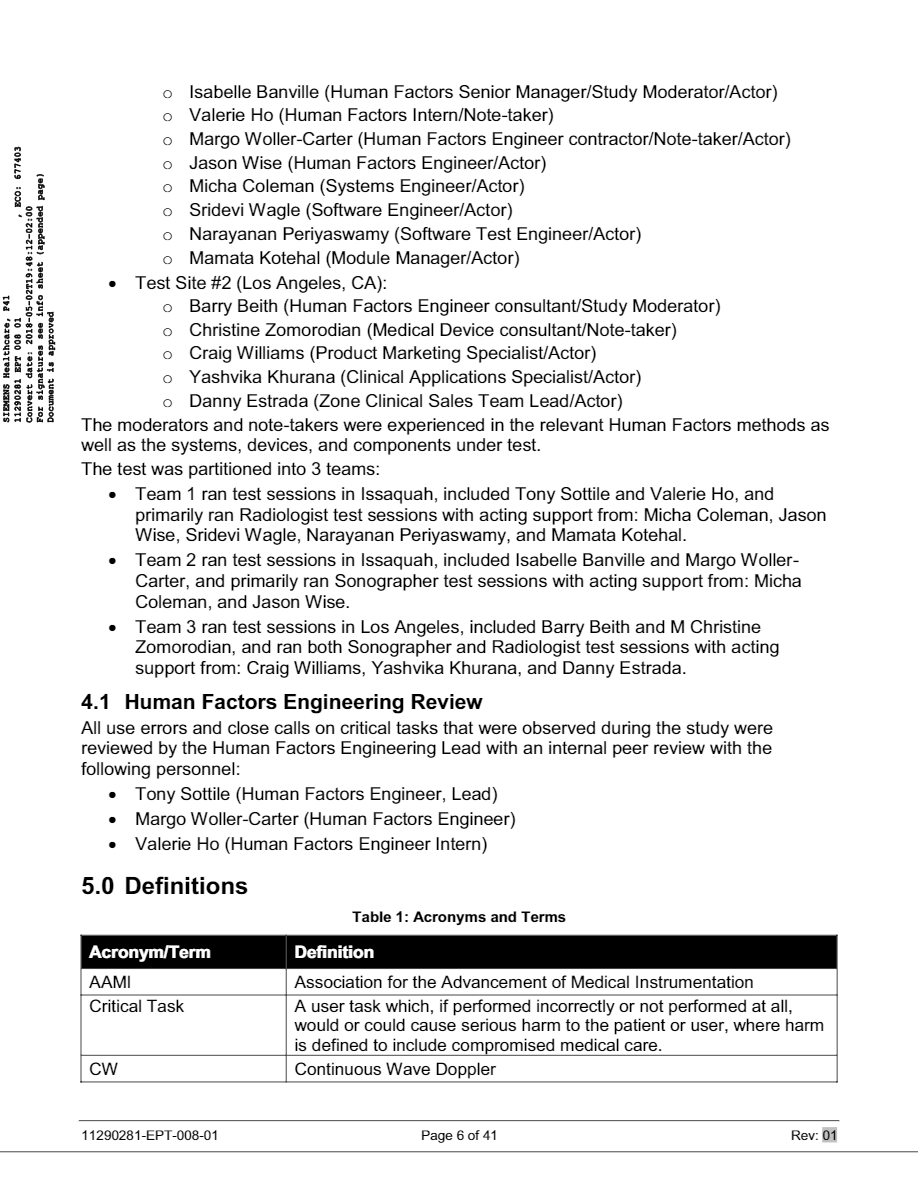 SIEMENS Healthcare, P41
11290281 EPT 008 01 , ECO: 677403
Convert date: 2018-05-02T19:48:12-02:00
For signatures see info sheet (appended page)
Document is approved
o Isabelle Banville (Human Factors Senior Manager/Study Moderator/Actor)
o Valerie Ho (Human Factors Intern/Note-taker)
o Margo Woller-Carter (Human Factors Engineer contractor/Note-taker/Actor)
o Jason Wise (Human Factors Engineer/Actor)
o Micha Coleman (Systems Engineer/Actor)
o Sridevi Wagle (Software Engineer/Actor)
o Narayanan Periyaswamy (Software Test Engineer/Actor)
o Mamata Kotehal (Module Manager/Actor)
• Test Site #2 (Los Angeles, CA):
o Barry Beith (Human Factors Engineer consultant/Study Moderator)
o Christine Zomorodian (Medical Device consultant/Note-taker)
o Craig Williams (Product Marketing Specialist/Actor)
o Yashvika Khurana (Clinical Applications Specialist/Actor)
o Danny Estrada (Zone Clinical Sales Team Lead/Actor)
The moderators and note-takers were experienced in the relevant Human Factors methods as
well as the systems, devices, and components under test.
The test was partitioned into 3 teams:
• Team 1 ran test sessions in Issaquah, included Tony Sottile and Valerie Ho, and
primarily ran Radiologist test sessions with acting support from: Micha Coleman, Jason
Wise, Sridevi Wagle, Narayanan Periyaswamy, and Mamata Kotehal.
• Team 2 ran test sessions in Issaquah, included Isabelle Banville and Margo Woller-
Carter, and primarily ran Sonographer test sessions with acting support from: Micha
Coleman, and Jason Wise.
• Team 3 ran test sessions in Los Angeles, included Barry Beith and M Christine
Zomorodian, and ran both Sonographer and Radiologist test sessions with acting
support from: Craig Williams, Yashvika Khurana, and Danny Estrada.
4.1 Human Factors Engineering Review
All use errors and close calls on critical tasks that were observed during the study were
reviewed by the Human Factors Engineering Lead with an internal peer review with the
following personnel:
• Tony Sottile (Human Factors Engineer, Lead)
• Margo Woller-Carter (Human Factors Engineer)
• Valerie Ho (Human Factors Engineer Intern)
5.0 Definitions
Table 1: Acronyms and Terms
Acronym/Term Definition
AAMI Association for the Advancement of Medical Instrumentation
Critical Task A user task which, if performed incorrectly or not performed at all,
would or could cause serious harm to the patient or user, where harm
is defined to include compromised medical care.
CW Continuous Wave Doppler
11290281-EPT-008-01 Page 6 of 41 Rev: 01